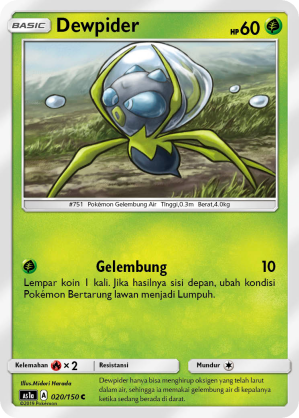 BASIC Dewpider HP60
#751 Pokémon Gelembung Air Tinggi,0.3m Berat,4.0kg
Gelembung 10
Lempar koin 1 kali. Jika hasilnya sisi depan, ubah kondisi
Pokémon Bertarung lawan menjadi Lumpuh.
Kelemahan × 2 Resistansi Mundur
Illus.Midori Harada
AS1a A 020/150 C
©2019 Pokémon
Dewpider hanya bisa menghirup oksigen yang telah larut
dalam air, sehingga ia memakai gelembung air di kepalanya
ketika sedang berada di darat.